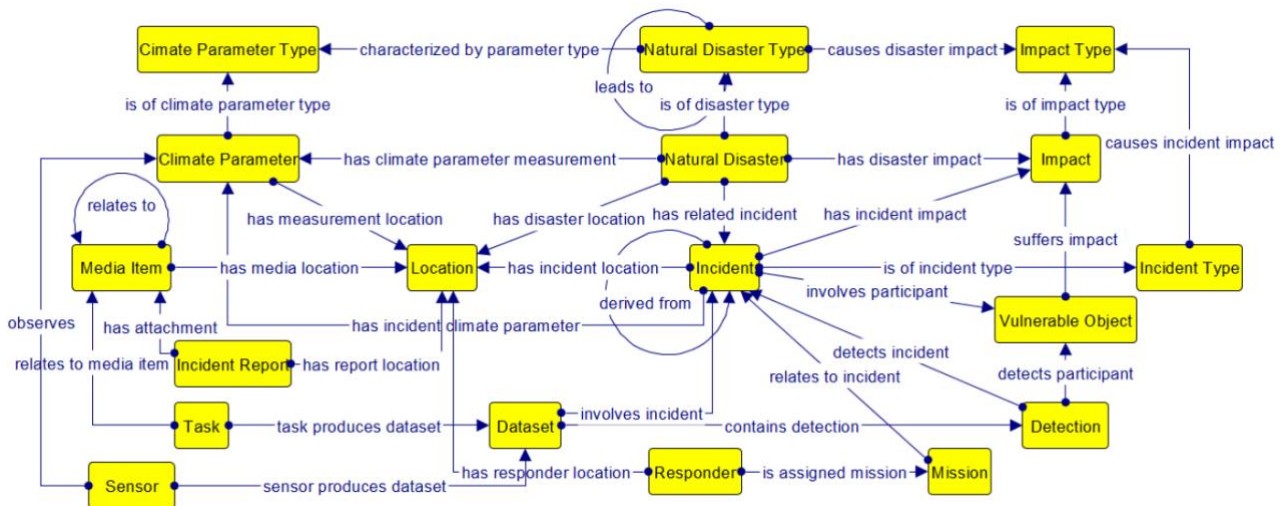 Cimate Parameter Type
characterized by parameter type
Natural Disaster Type
causes disaster impact
Impact Type
leads to
is of climate parameter type
is of disaster type
is of impact type
causes incident impact
Climate Parameter
has climate parameter measurement
Natural Disaster
has disaster impact
Impact
relates to
has measurement location
has disaster location
has related incident
has incident impact
suffers impact
Media Item
has media location
Location
has incident location
Incident
is of incident type
Incident Type
derived from
involves participant
observes
has attachment
has incident climate parameter
Vulnerable Object
relates to media item
Incident Report
has report location
detects incident
relates to incident
detects participant
Task
task produces dataset
Dataset
involves incident
contains detection
Detection
Sensor
sensor produces dataset
has responder location
Responder
is assigned mission
Mission